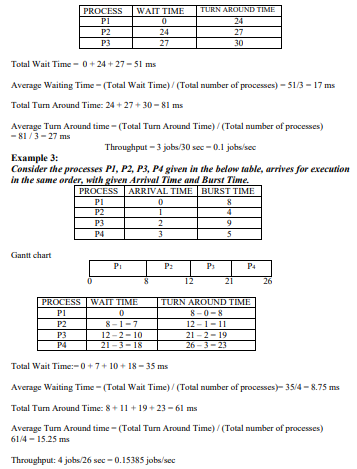 PROCESS WAIT TIME TURN AROUND TIME
P1 0 24
P2 24 27
P3 27 30
Total Wait Time = 0 + 24 + 27 = 51 ms
Average Waiting Time = (Total Wait Time) / (Total number of processes) = 51/3 = 17 ms
Total Turn Around Time: 24 + 27 + 30 = 81 ms
Average Turn Around time = (Total Turn Around Time) / (Total number of processes)
= 81 / 3 = 27 ms
Throughput = 3 jobs/30 sec = 0.1 jobs/sec
Example 3:
Consider the processes P1, P2, P3, P4 given in the below table, arrives for execution
in the same order, with given Arrival Time and Burst Time.
PROCESS ARRIVAL TIME BURST TIME
P1 0 8
P2 1 4
P3 2 9
P4 3 5
Gantt chart
P1 P2 P3 P4
0 8 12 21 26
PROCESS WAIT TIME TURN AROUND TIME
P1 0 8 – 0 = 8
P2 8 – 1 = 7 12 – 1 = 11
P3 12 – 2 = 10 21 – 2 = 19
P4 21 – 3 = 18 26 – 3 = 23
Total Wait Time:= 0 + 7 + 10 + 18 = 35 ms
Average Waiting Time = (Total Wait Time) / (Total number of processes)= 35/4 = 8.75 ms
Total Turn Around Time: 8 + 11 + 19 + 23 = 61 ms
Average Turn Around time = (Total Turn Around Time) / (Total number of processes)
61/4 = 15.25 ms
Throughput: 4 jobs/26 sec = 0.15385 jobs/sec